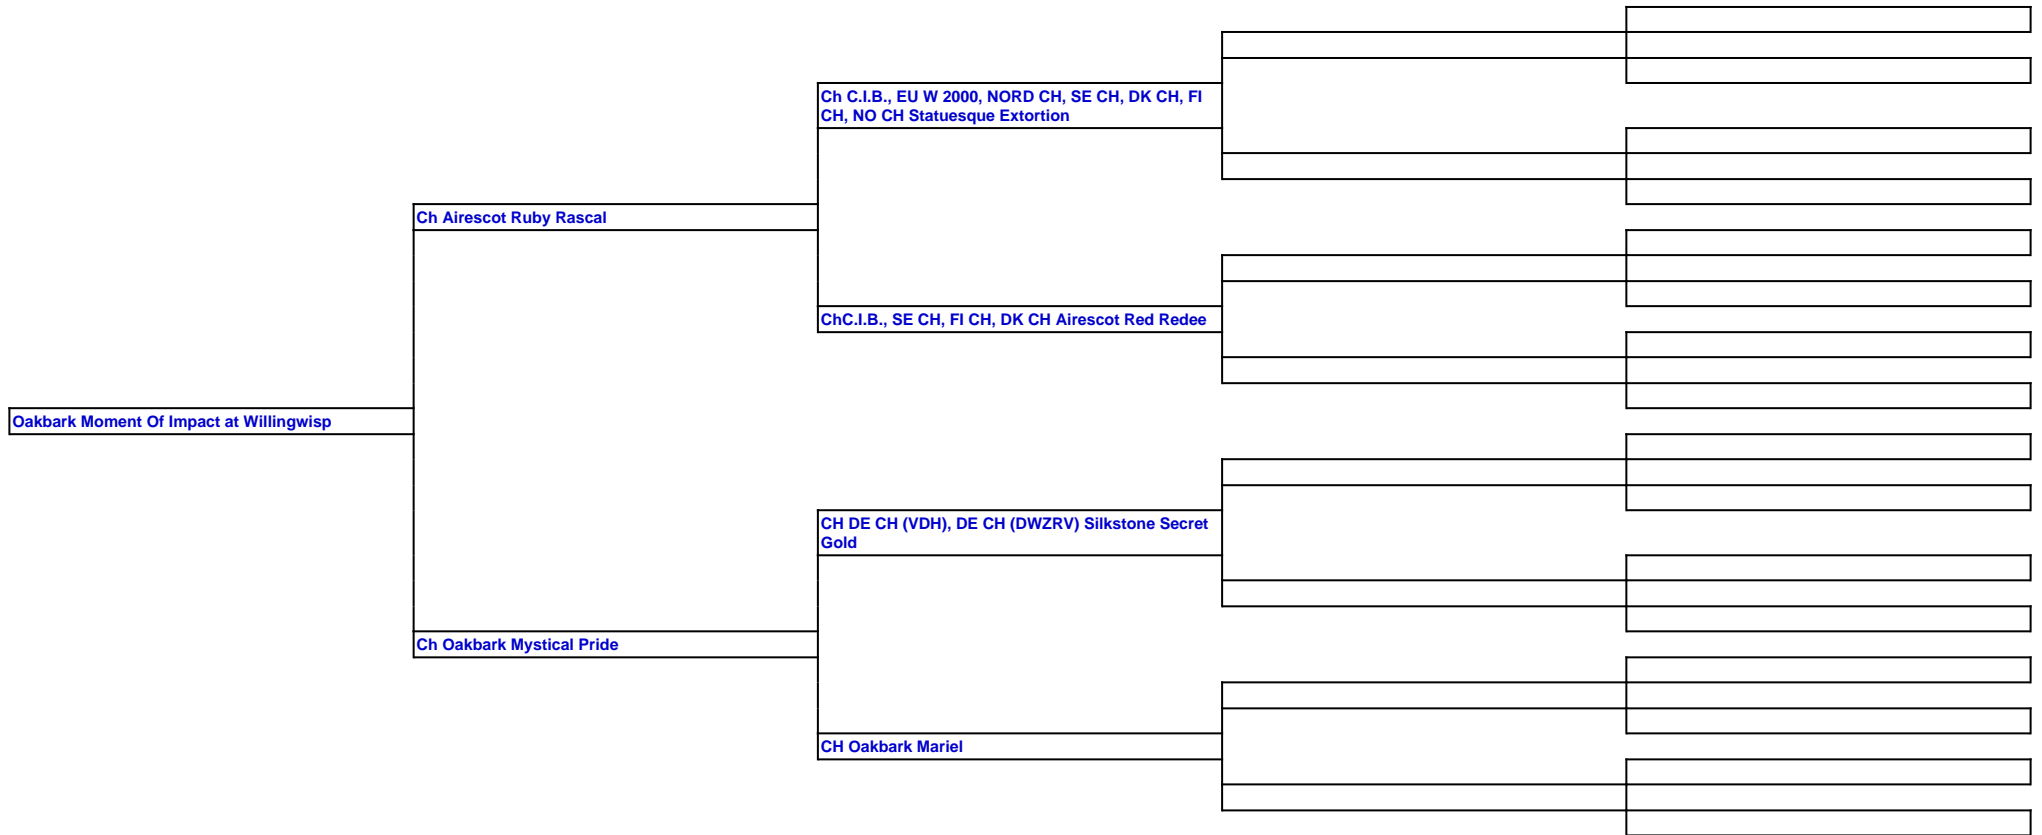 Ch C.I.B., EU W 2000, NORD CH, SE CH, DK CH, FI
CH, NO CH Statuesque Extortion
Ch Airescot Ruby Rascal
ChC.I.B., SE CH, FI CH, DK CH Airescot Red Redee
Oakbark Moment Of Impact at Willingwisp
CH DE CH (VDH), DE CH (DWZRV) Silkstone Secret
Gold
Ch Oakbark Mystical Pride
CH Oakbark Mariel